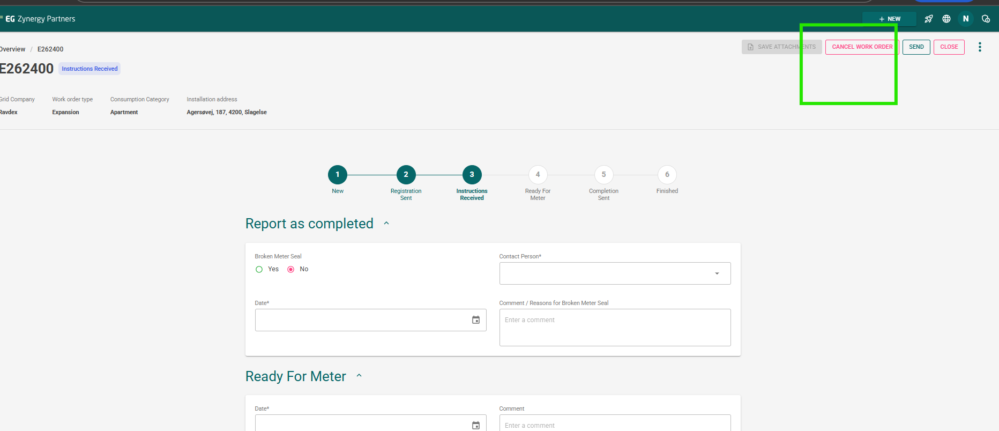 EG Zynergy Partners
+ NEW
N
Overview / E262400
SAVE ATTACHMENTS
CANCEL WORK ORDER
SEND
CLOSE
E262400
Instructions Received
Grid Company
Work order type
Consumption Category
Installation address
Ravdex
Expansion
Apartment
Agersøvej, 187, 4200, Slagelse
1
2
3
4
5
6
New
Registration
Sent
Instructions
Received
Ready For
Meter
Completion
Sent
Finished
Report as completed
Broken Meter Seal
Yes
No
Contact Person*
Date*
Comment / Reasons for Broken Meter Seal
Enter a comment
Ready For Meter
Date*
Comment
Enter a comment